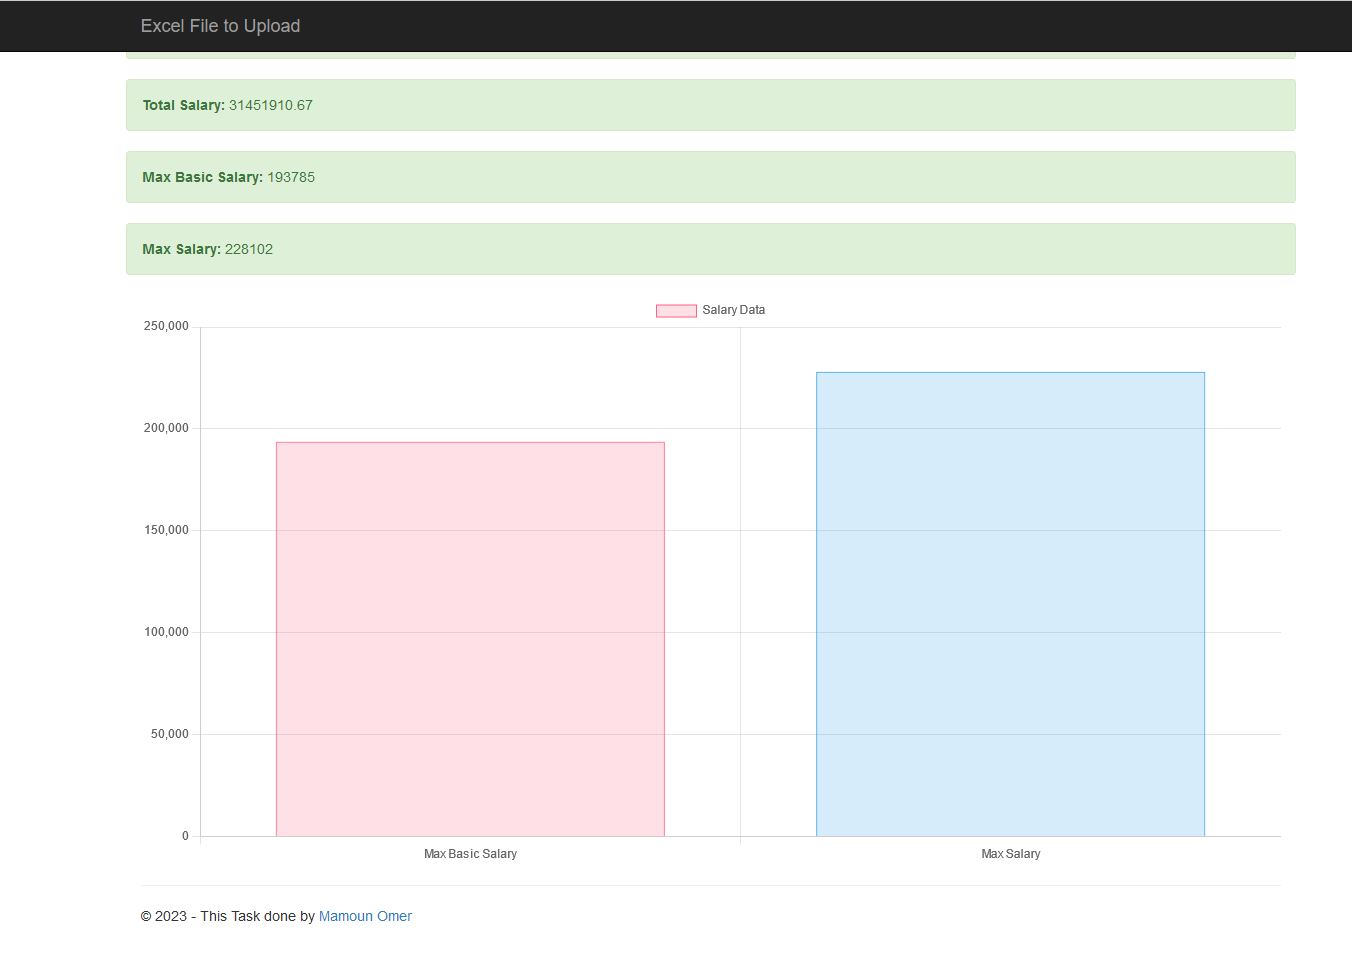 Excel File to Upload
Total Salary: 31451910.67
Max Basic Salary: 193785
Max Salary: 228102
Salary Data
250,000
200,000
150,000
100,000
50,000
0
Max Basic Salary
Max Salary
© 2023 - This Task done by Mamoun Omer